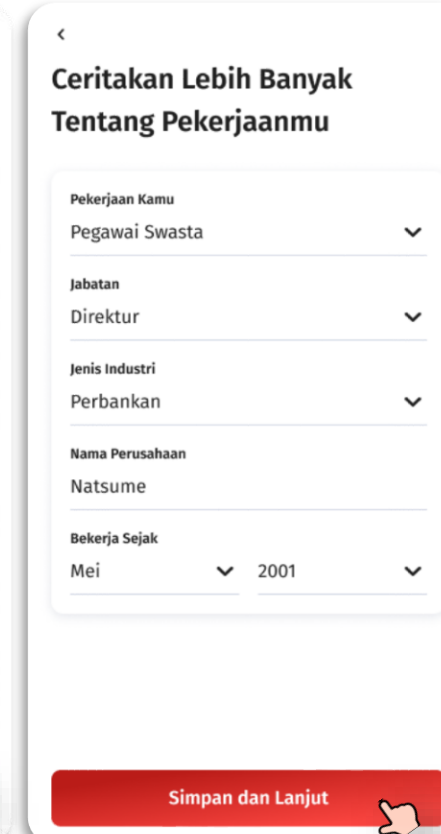 Ceritakan Lebih Banyak
Tentang Pekerjaanmu
Pekerjaan Kamu
Pegawai Swasta
Jabatan
Direktur
Jenis Industri
Perbankan
Nama Perusahaan
Natsume
Bekerja Sejak
Mei 2001
Simpan dan Lanjut